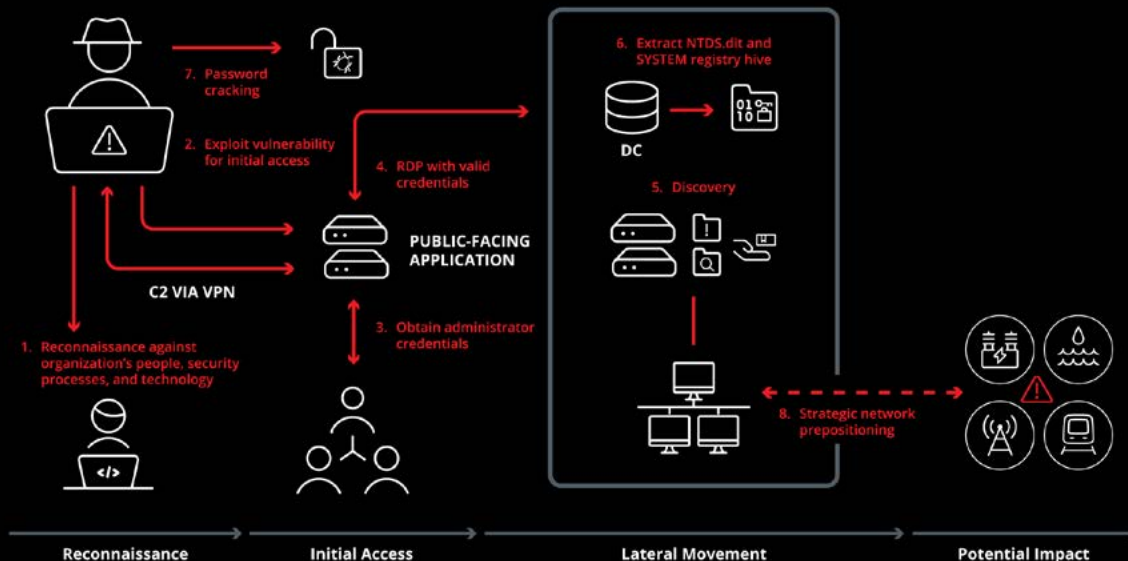 7. Password
cracking
2. Exploit vulnerability
for initial access
C2 VIA VPN
1. Reconnaissance against
organization's people, security
processes, and technology
</>
4. RDP with valid
credentials
PUBLIC-FACING
APPLICATION
3. Obtain administrator
credentials
6. Extract NTDS.dit and
SYSTEM registry hive
01
10
DC
5. Discovery
8. Strategic network
prepositioning
Reconnaissance
Initial Access
Lateral Movement
Potential Impact